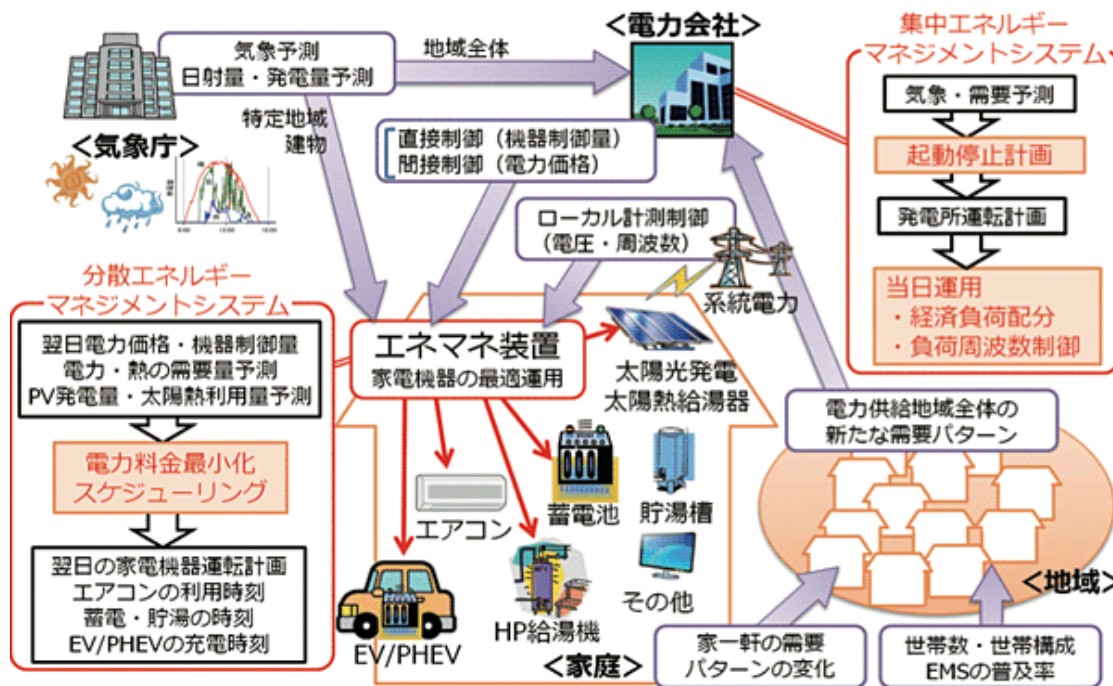 気象予測
日射量・発電量予測
地域全体
<電力会社>
集中エネルギー
マネジメントシステム
気象・需要予測
起動停止計画
発電所運転計画
当日運用
・経済負荷配分
・負荷周波数制御
<気象庁>
特定地域
建物
直接制御（機器制御量）
間接制御（電力価格）
ローカル計測制御
（電圧・周波数）
系統電力
6:00
12:00
18:00
分散エネルギー
マネジメントシステム
翌日電力価格・機器制御量
電力・熱の需要量予測
PV発電量・太陽熱利用量予測
電力料金最小化
スケジューリング
翌日の家電機器運転計画
エアコンの利用時刻
蓄電・貯湯の時刻
EV/PHEVの充電時刻
エネマネ装置
家電機器の最適運用
太陽光発電
太陽熱給湯器
エアコン
蓄電池
貯湯槽
EV/PHEV
HP給湯機
その他
<家庭>
電力供給地域全体の
新たな需要パターン
<地域>
家一軒の需要
パターンの変化
世帯数・世帯構成
EMSの普及率